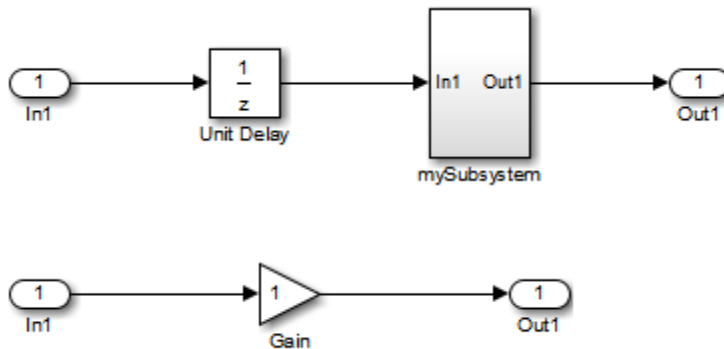 1
In1
1
z
Unit Delay
In1 Out1
mySubsystem
1
Out1
1
In1
1
Gain
1
Out1